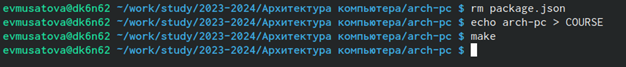 evmusatova@dk6n62 ~/work/study/2023-2024/Архитектура компьютера/arch-pc $ rm package.json
evmusatova@dk6n62 ~/work/study/2023-2024/Архитектура компьютера/arch-pc $ echo arch-pc > COURSE
evmusatova@dk6n62 ~/work/study/2023-2024/Архитектура компьютера/arch-pc $ make
evmusatova@dk6n62 ~/work/study/2023-2024/Архитектура компьютера/arch-pc $